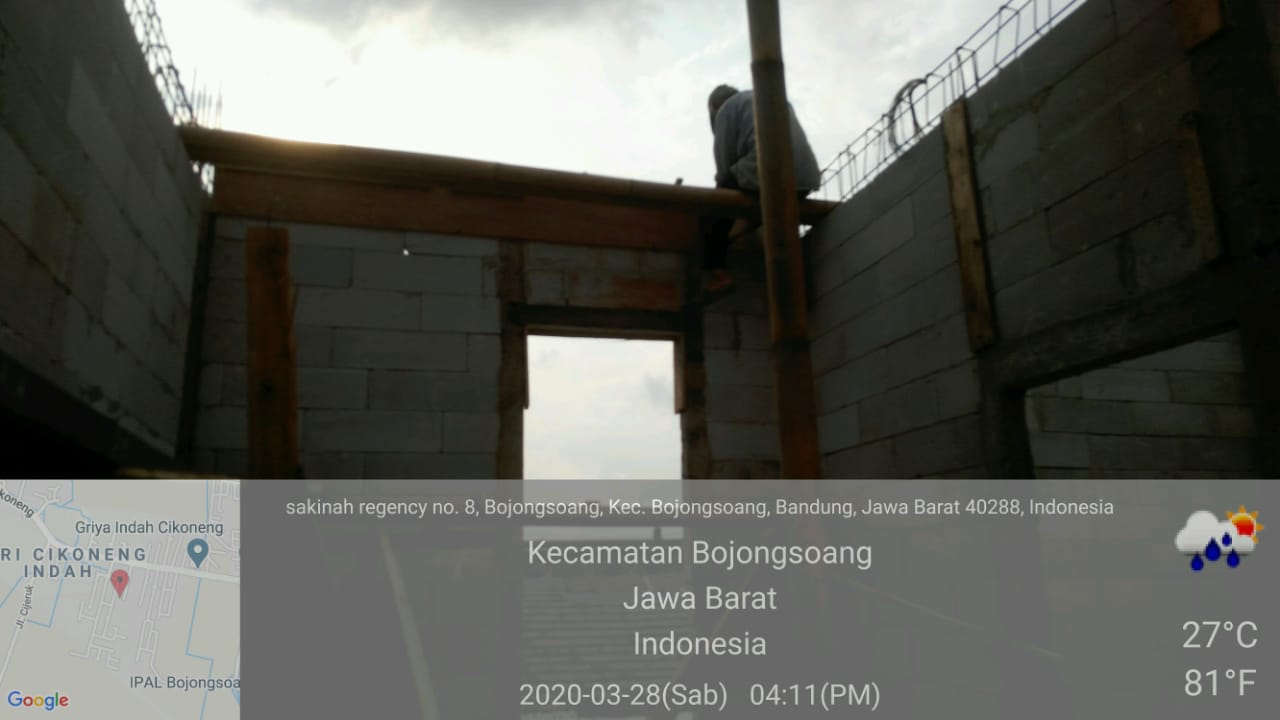 sakinah regency no. 8, Bojongsoang, Kec. Bojongsoang, Bandung, Jawa Barat 40288, Indonesia
Kecamatan Bojongsoang
Jawa Barat
Indonesia
2020-03-28(Sab) 04:11(PM)
27°C
81°F
koneng
Griya Indah Cikoneng
RI CIKONENG
INDAH
Jl. Cijeruk
IPAL Bojongsoa
Google